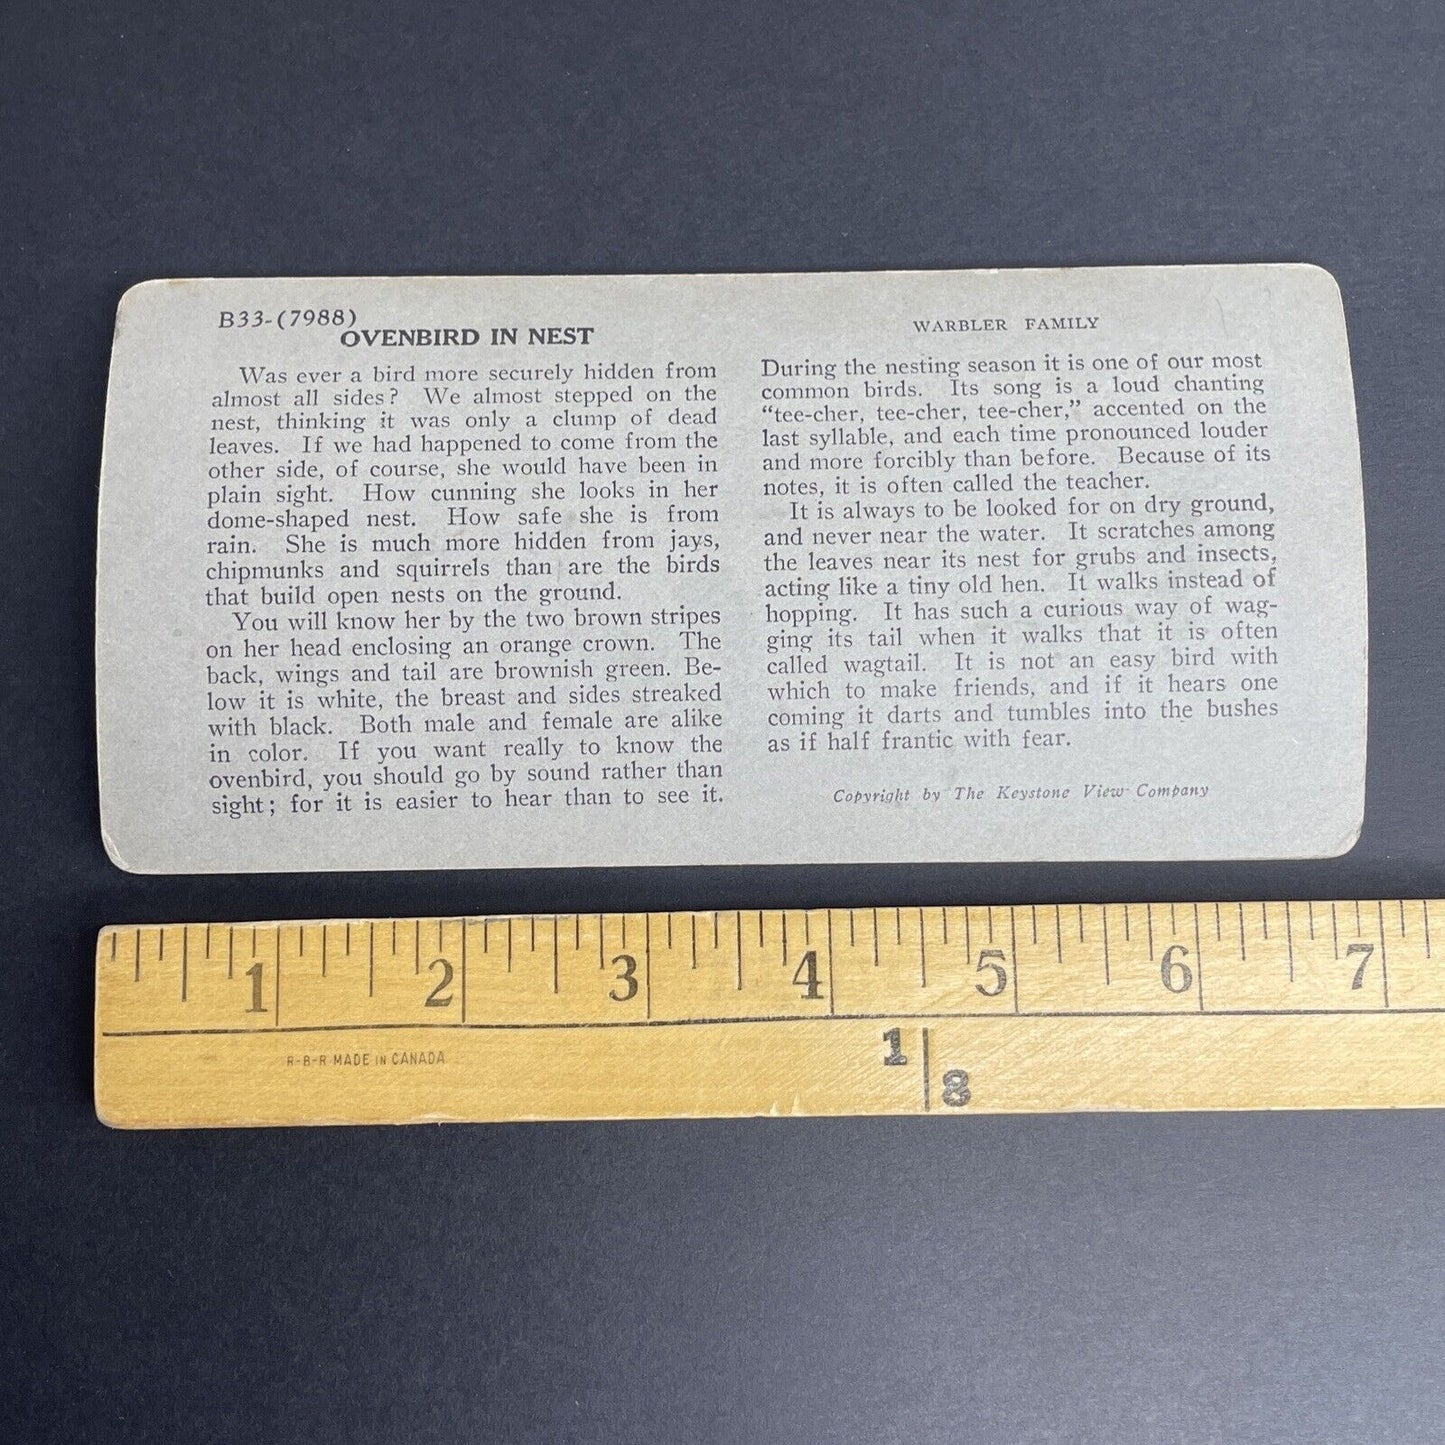 B33-(7988)
OVENBIRD IN NEST
Was ever a bird more securely hidden from
almost all sides? We almost stepped on the
nest, thinking it was only a clump of dead
leaves. If we had happened to come from the
other side, of course, she would have been in
plain sight. How cunning she looks in her
dome-shaped nest. How safe she is from
rain. She is much more hidden from jays,
chipmunks and squirrels than are the birds
that build open nests on the ground.
You will know her by the two brown stripes
on her head enclosing an orange crown. The
back, wings and tail are brownish green. Be-
low it is white, the breast and sides streaked
with black. Both male and female are alike
in color. If you want really to know the
ovenbird, you should go by sound rather than
sight; for it is easier to hear than to see it.
WARBLER FAMILY
During the nesting season it is one of our most
common birds. Its song is a loud chanting
"tee-cher, tee-cher, tee-cher," accented on the
last syllable, and each time pronounced louder
and more forcibly than before. Because of its
notes, it is often called the teacher.
It is always to be looked for on dry ground,
and never near the water. It scratches among
the leaves near its nest for grubs and insects,
acting like a tiny old hen. It walks instead of
hopping. It has such a curious way of wag-
ging its tail when it walks that it is often
called wagtail. It is not an easy bird with
which to make friends, and if it hears one
coming it darts and tumbles into the bushes
as if half frantic with fear.
Copyright by The Keystone View Company
1 2 3 4 5 6 7
R-B-R MADE IN CANADA
1
8